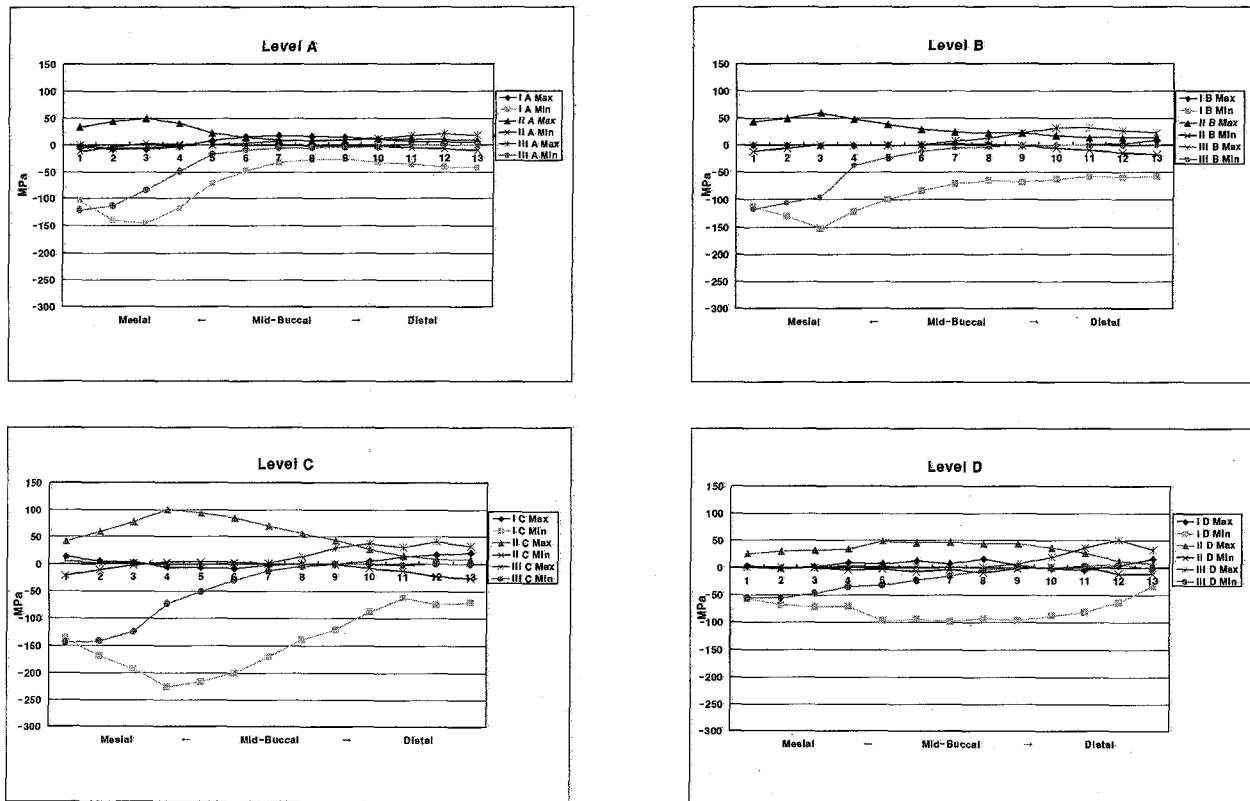 Level A
150
100
50
0
-50
-100
-150
-200
-250
-300
MPa
1 2 3 4 5 6 7 8 9 10 11 12 13
Mesial ← Mid-Buccal → Distal
I A Max
I A Min
II A Max
II A Min
III A Max
III A Min
Level B
150
100
50
0
-50
-100
-150
-200
-250
-300
MPa
1 2 3 4 5 6 7 8 9 10 11 12 13
Mesial ← Mid-Buccal → Distal
I B Max
I B Min
II B Max
II B Min
III B Max
III B Min
Level C
150
100
50
0
-50
-100
-150
-200
-250
-300
MPa
1 2 3 4 5 6 7 8 9 10 11 12 13
Mesial ← Mid-Buccal → Distal
I C Max
I C Min
II C Max
II C Min
III C Max
III C Min
Level D
150
100
50
0
-50
-100
-150
-200
-250
-300
MPa
1 2 3 4 5 6 7 8 9 10 11 12 13
Mesial ← Mid-Buccal → Distal
I D Max
I D Min
II D Max
II D Min
III D Max
III D Min